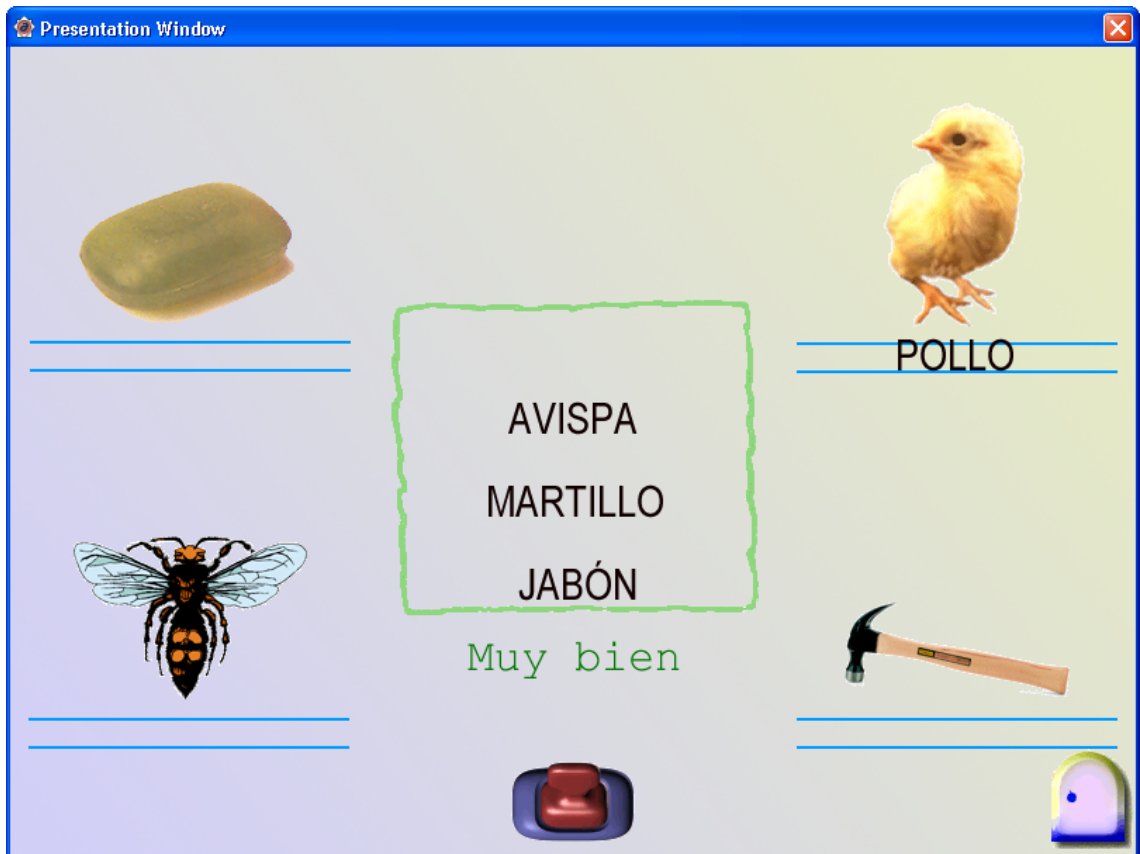 Presentation Window
POLLO
AVISPA
MARTILLO
JABÓN
Muy bien